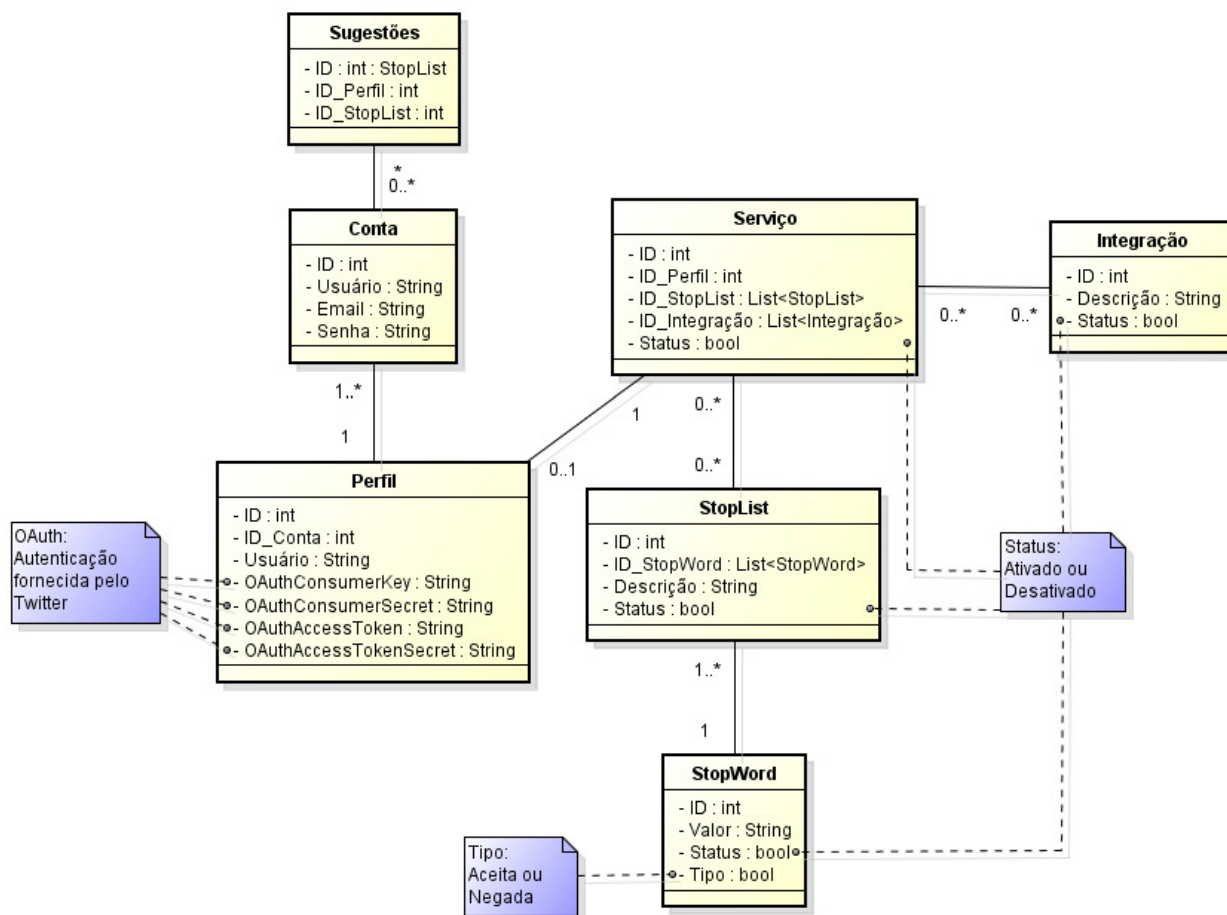 Sugestões
- ID : int : StopList
- ID_Perfil : int
- ID_StopList : int
*
0..*
Conta
- ID : int
- Usuário : String
- Email : String
- Senha : String
1..*
1
Serviço
- ID : int
- ID_Perfil : int
- ID_StopList : List<StopList>
- ID_Integração : List<Integração>
- Status : bool
0..*
0..*
Integração
- ID : int
- Descrição : String
- Status : bool
1
0..1
0..*
0..*
Perfil
- ID : int
- ID_Conta : int
- Usuário : String
- OAuthConsumerKey : String
- OAuthConsumerSecret : String
- OAuthAccessToken : String
- OAuthAccessTokenSecret : String
OAuth:
Autenticação
fornecida pelo
Twitter
StopList
- ID : int
- ID_StopWord : List<StopWord>
- Descrição : String
- Status : bool
Status:
Ativado ou
Desativado
1..*
1
StopWord
- ID : int
- Valor : String
- Status : bool
- Tipo : bool
Tipo:
Aceita ou
Negada